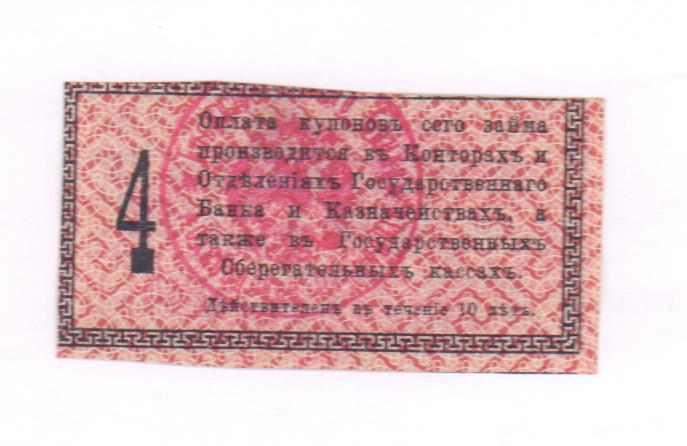 4
Оплата купоновъ сего займа
производится въ Конторахъ и
Отдѣленіяхъ Государственнаго
Банка и Казначействахъ, а
также въ Государственныхъ
Сберегательныхъ кассахъ.
Дѣйствителенъ въ теченіе 10 лѣтъ.